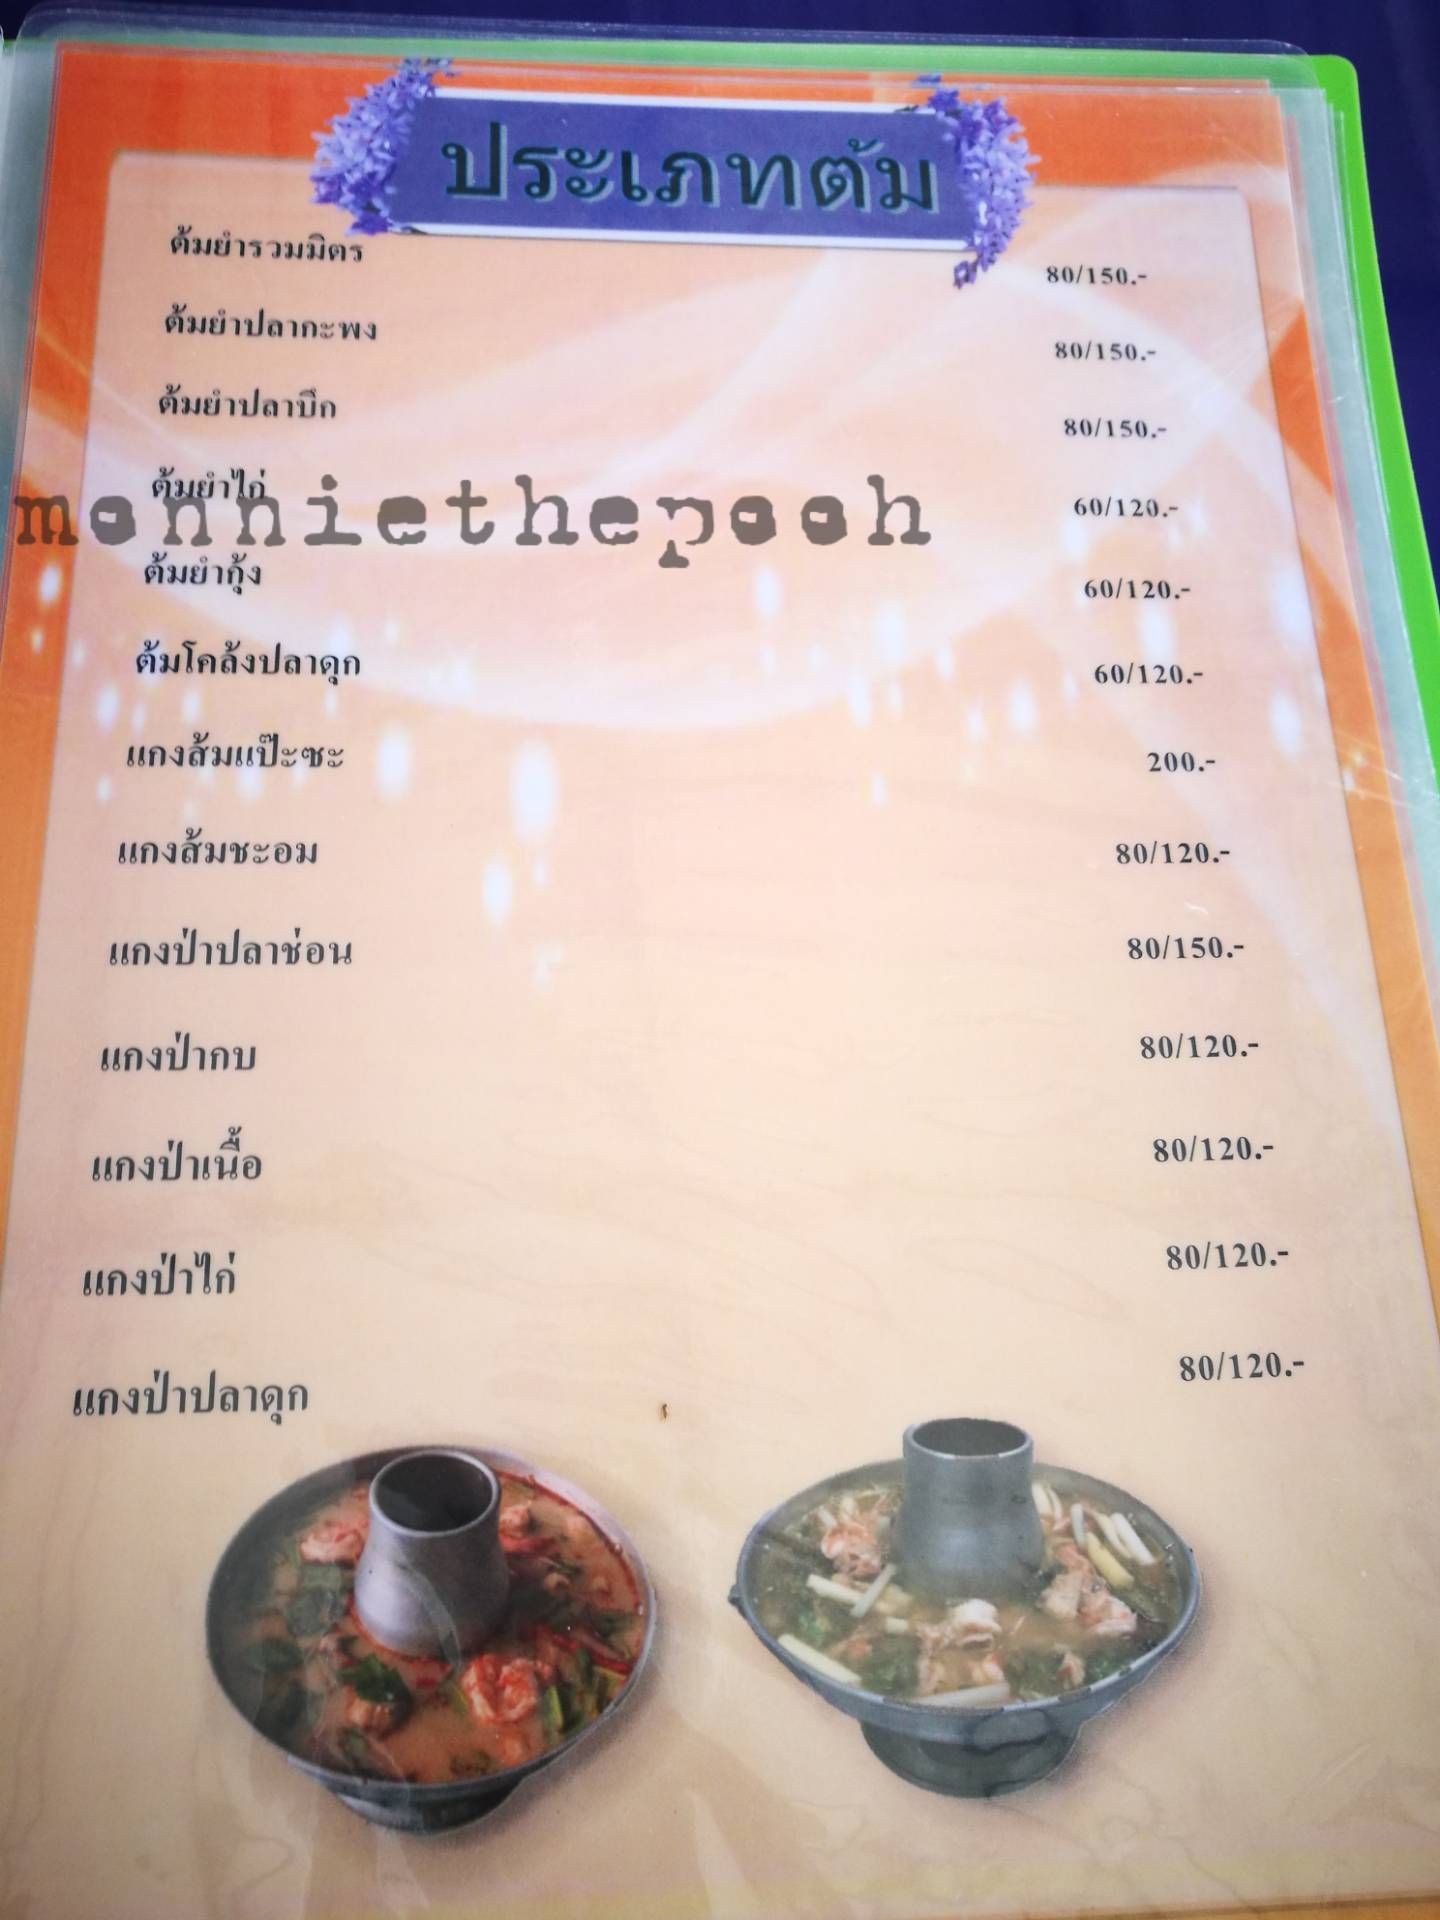 ประเภทต้ม
ต้มยำรวมมิตร 80/150.-
ต้มยำปลากะพง 80/150.-
ต้มยำปลาบึก 80/150.-
ต้มยำไก่ 60/120.-
monniethepooh
ต้มยำกุ้ง 60/120.-
ต้มโคล้งปลาดุก 60/120.-
แกงส้มแป๊ะซะ 200.-
แกงส้มชะอม 80/120.-
แกงป่าปลาช่อน 80/150.-
แกงป่ากบ 80/120.-
แกงป่าเนื้อ 80/120.-
แกงป่าไก่ 80/120.-
แกงป่าปลาดุก 80/120.-